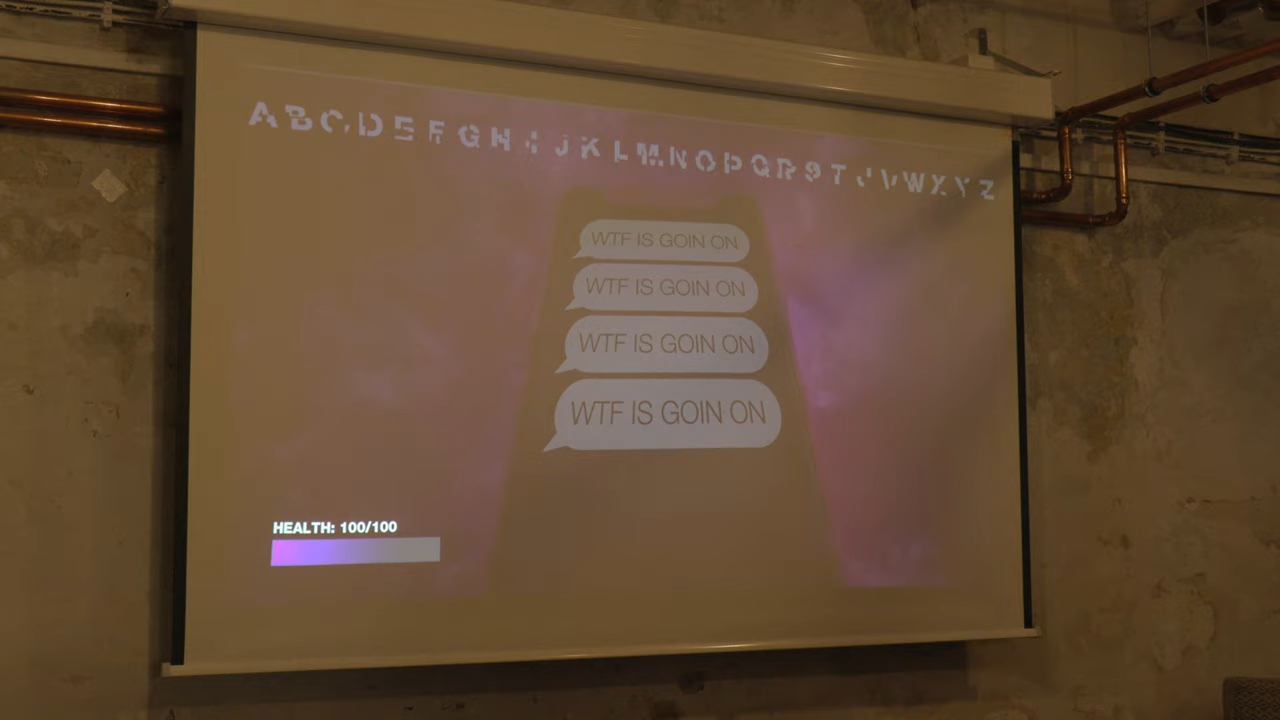 A B C D E F G H I J K L M N O P Q R S T U V W X Y Z
WTF IS GOIN ON
WTF IS GOIN ON
WTF IS GOIN ON
WTF IS GOIN ON
HEALTH: 100/100